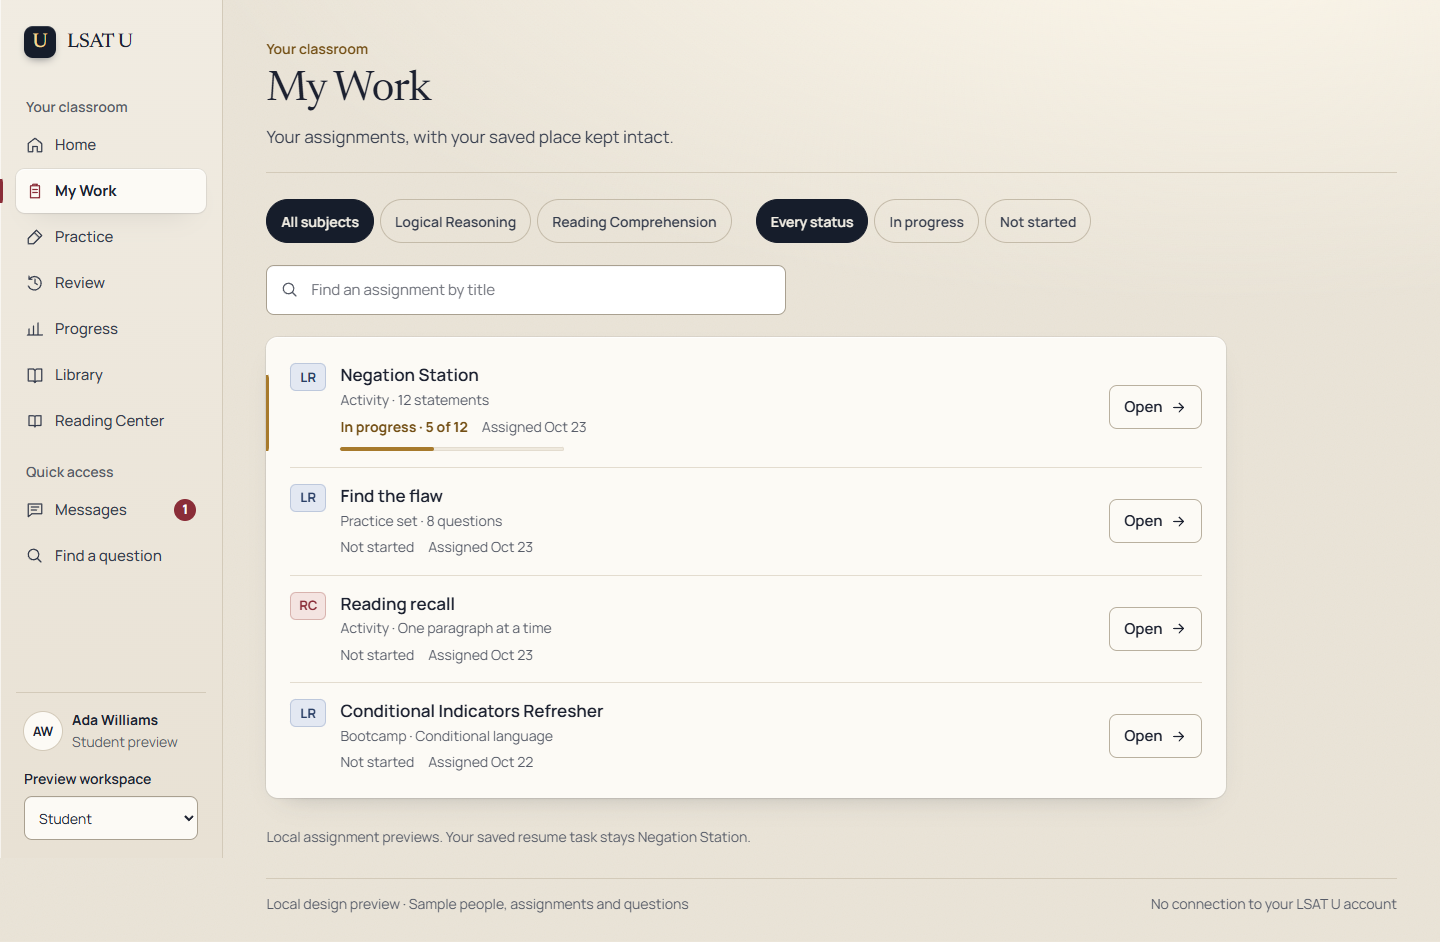 U LSAT U
Your classroom
Home
My Work
Practice
Review
Progress
Library
Reading Center
Quick access
Messages 1
Find a question
AW Ada Williams
Student preview
Preview workspace
Student
Your classroom
My Work
Your assignments, with your saved place kept intact.
All subjects Logical Reasoning Reading Comprehension Every status In progress Not started
Find an assignment by title
LR Negation Station
Activity · 12 statements
In progress · 5 of 12 Assigned Oct 23
Open →
LR Find the flaw
Practice set · 8 questions
Not started Assigned Oct 23
Open →
RC Reading recall
Activity · One paragraph at a time
Not started Assigned Oct 23
Open →
LR Conditional Indicators Refresher
Bootcamp · Conditional language
Not started Assigned Oct 22
Open →
Local assignment previews. Your saved resume task stays Negation Station.
Local design preview · Sample people, assignments and questions No connection to your LSAT U account